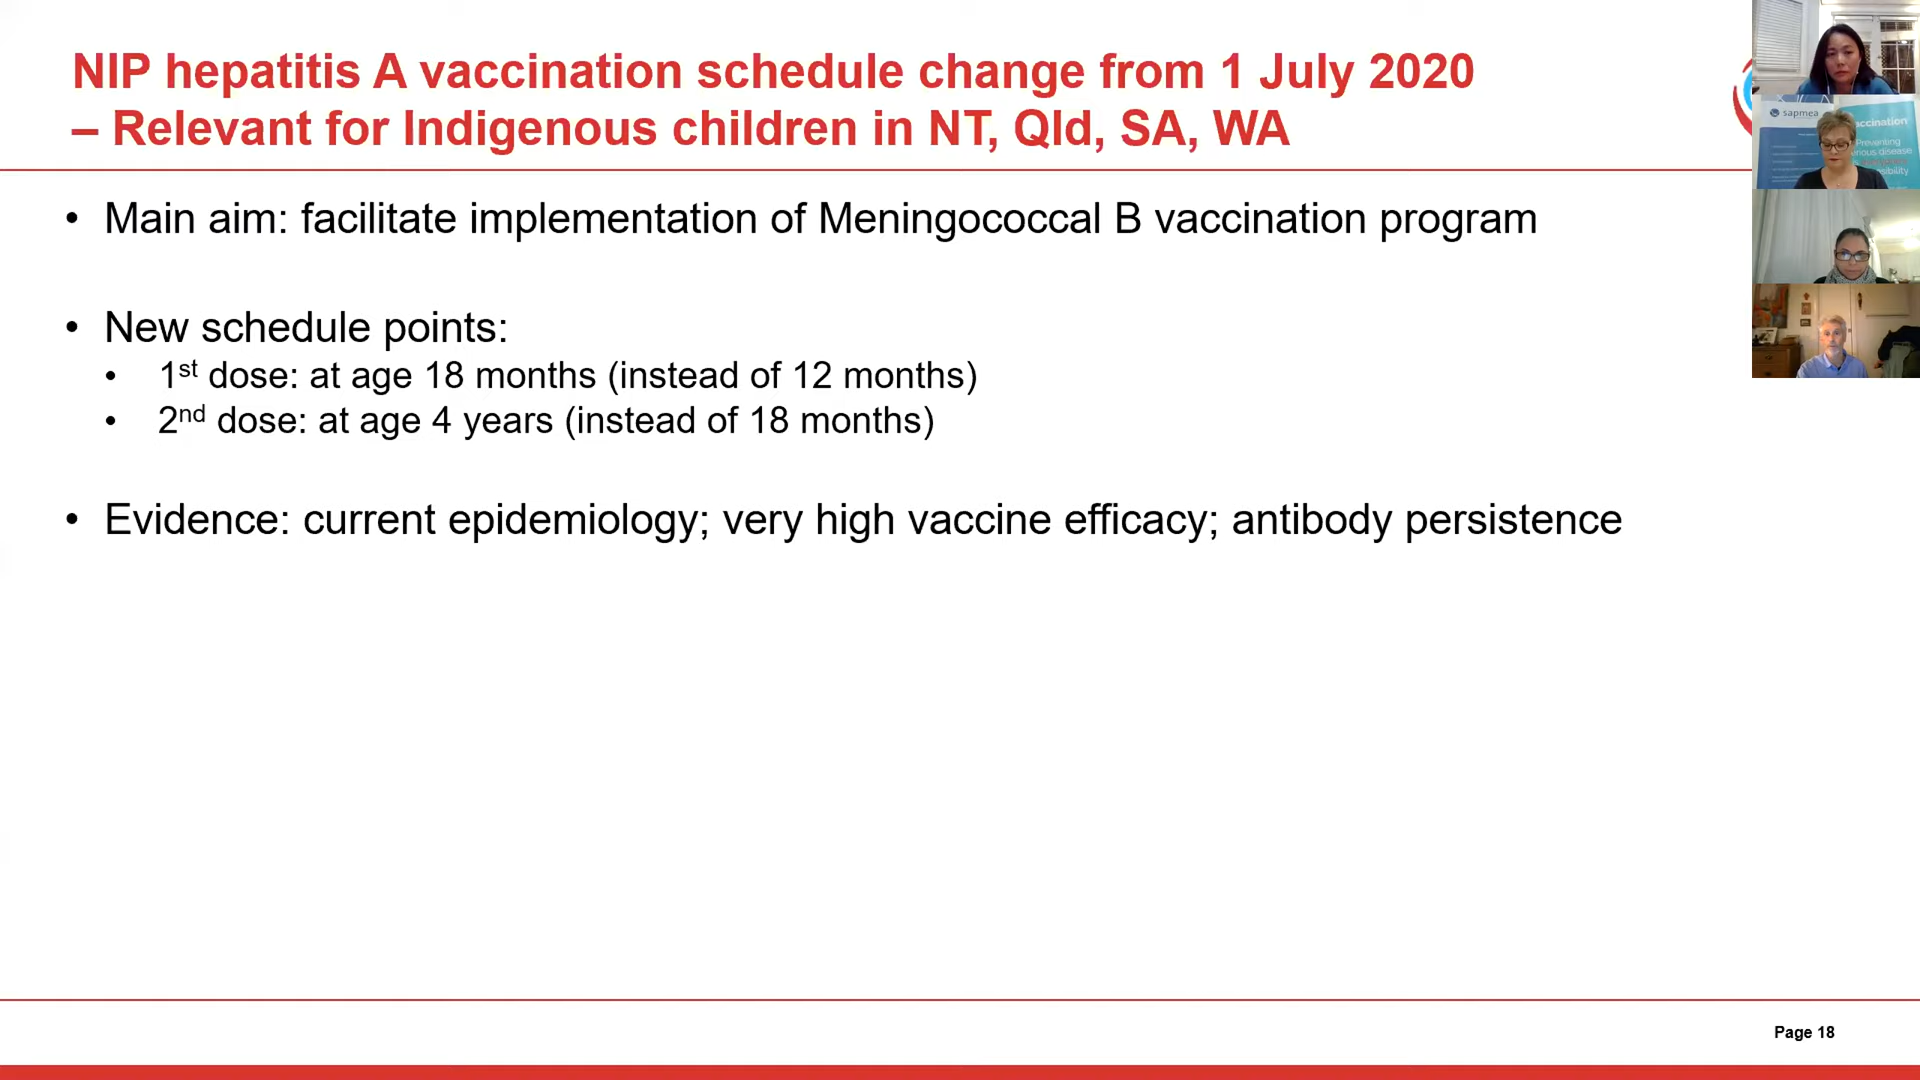 NIP hepatitis A vaccination schedule change from 1 July 2020
– Relevant for Indigenous children in NT, Qld, SA, WA
• Main aim: facilitate implementation of Meningococcal B vaccination program
• New schedule points:
• 1st dose: at age 18 months (instead of 12 months)
• 2nd dose: at age 4 years (instead of 18 months)
• Evidence: current epidemiology; very high vaccine efficacy; antibody persistence
sapmea
Preventing
Page 18